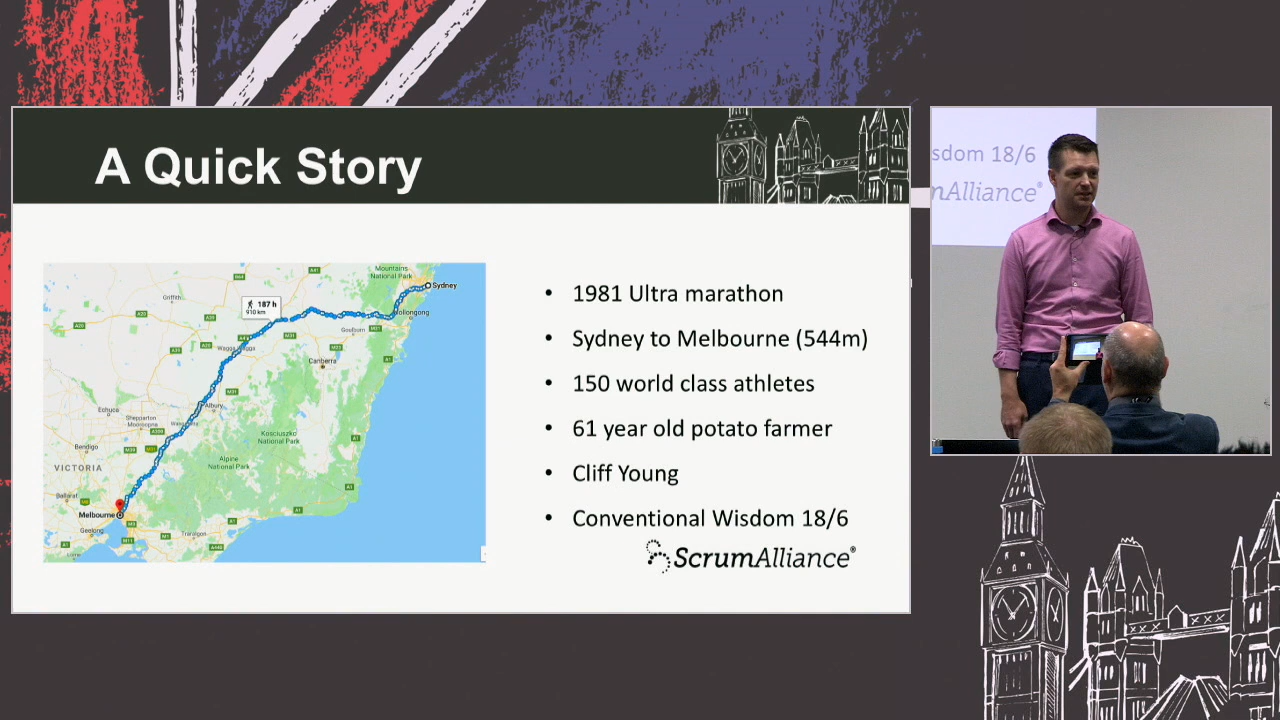 A Quick Story
Mountains
National Park
Sydney
Griffith
187 h
910 km
Wollongong
Goulburn
Wagga Wagga
Canberra
Albury
Echuca
Shepparton
Mooroopna
Bendigo
Kosciuszko
National Park
Alpine
National Park
VICTORIA
Ballarat
Melbourne
Geelong
Traralgon
• 1981 Ultra marathon
• Sydney to Melbourne (544m)
• 150 world class athletes
• 61 year old potato farmer
• Cliff Young
• Conventional Wisdom 18/6
ScrumAlliance®
sdom 18/6
mAlliance®